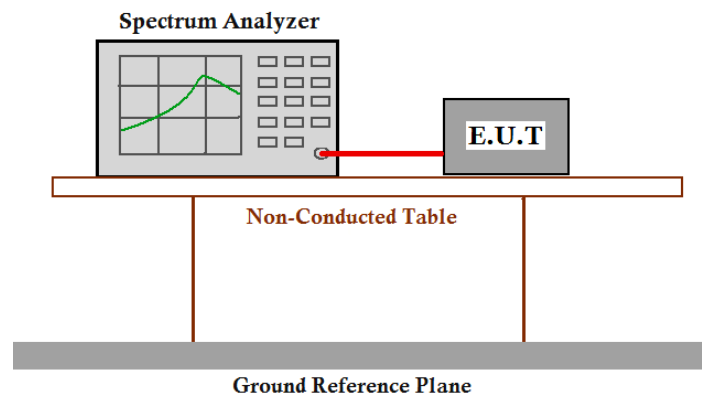 Spectrum Analyzer
E.U.T
Non-Conducted Table
Ground Reference Plane